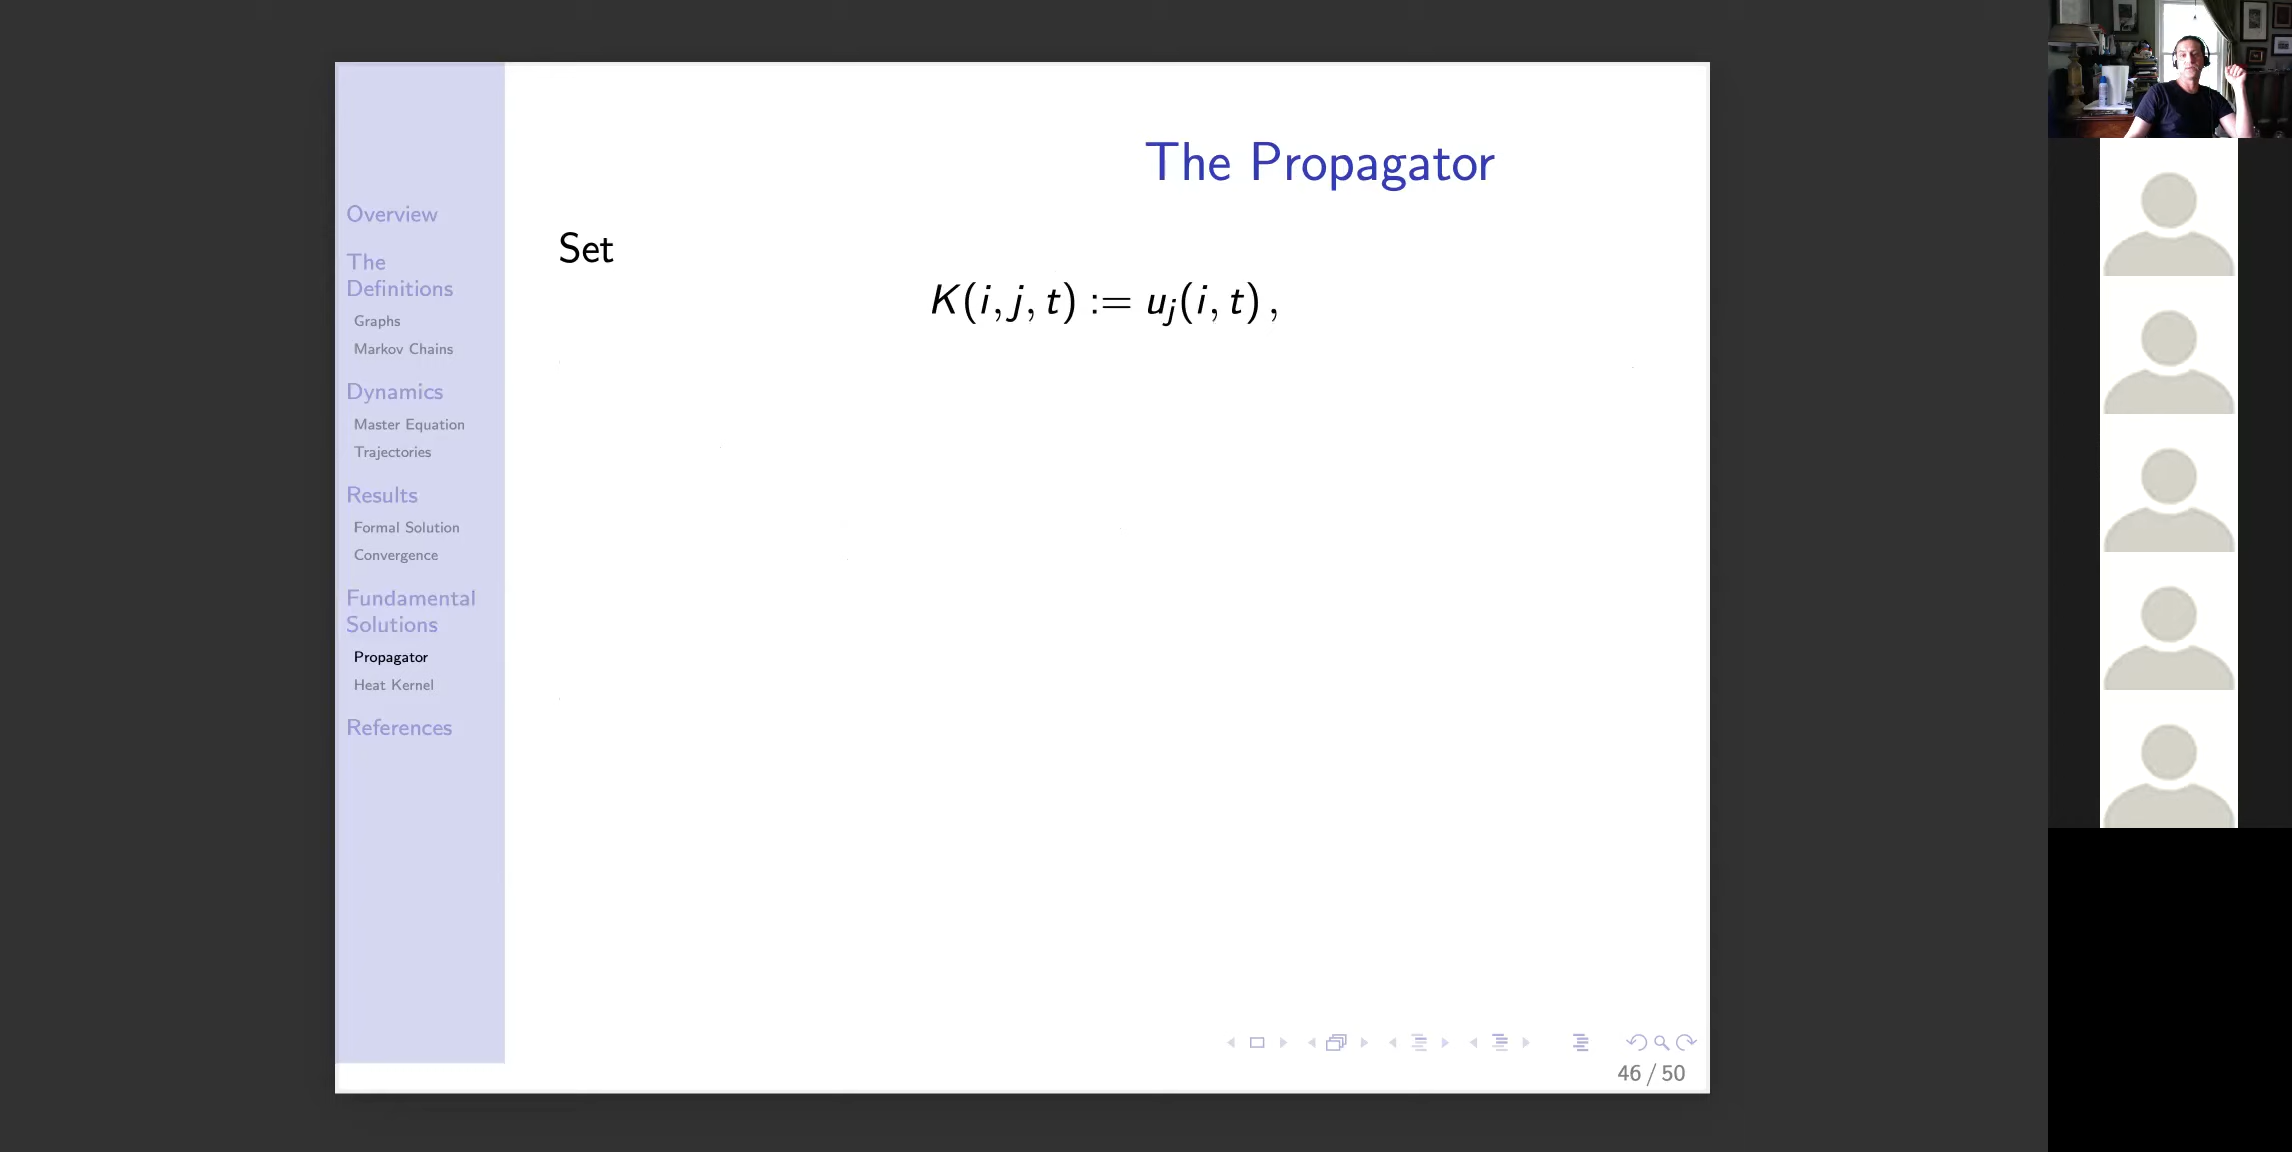 Overview
The
Definitions
Graphs
Markov Chains
Dynamics
Master Equation
Trajectories
Results
Formal Solution
Convergence
Fundamental
Solutions
Propagator
Heat Kernel
References
The Propagator
Set
K(i, j, t) := u_j(i, t) ,
46 / 50